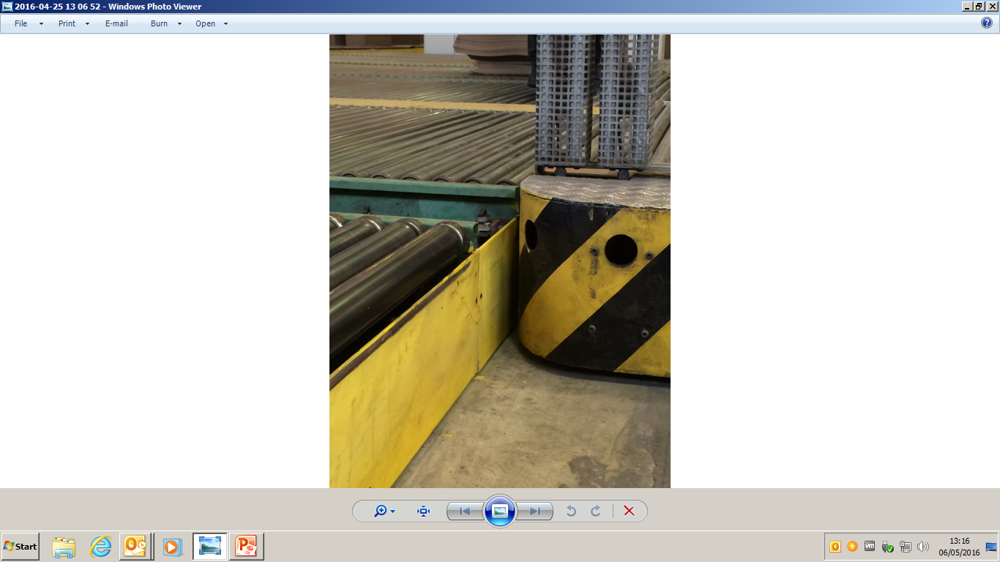 2016-04-25 13 06 52 - Windows Photo Viewer
File Print E-mail Burn Open
Start
13:16
06/05/2016